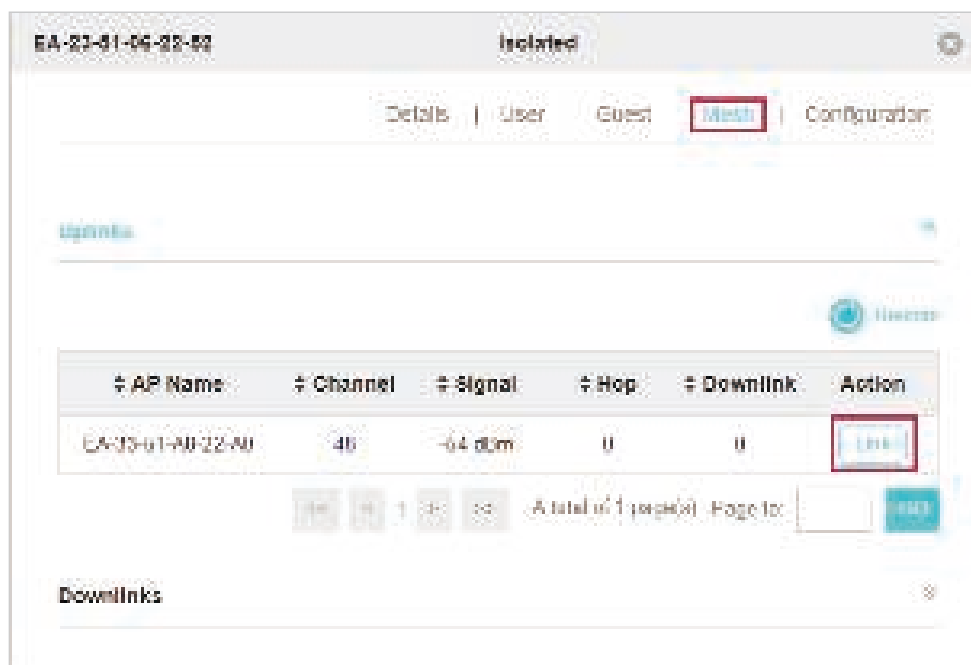 Isolated
Details | User Guest Mesh | Configuration
Uplinks
AP Name Channel Signal Hop Downlink Action
-64 dBm 0 0 Link
1 A total of 1 page(s) Page to:
Downlinks